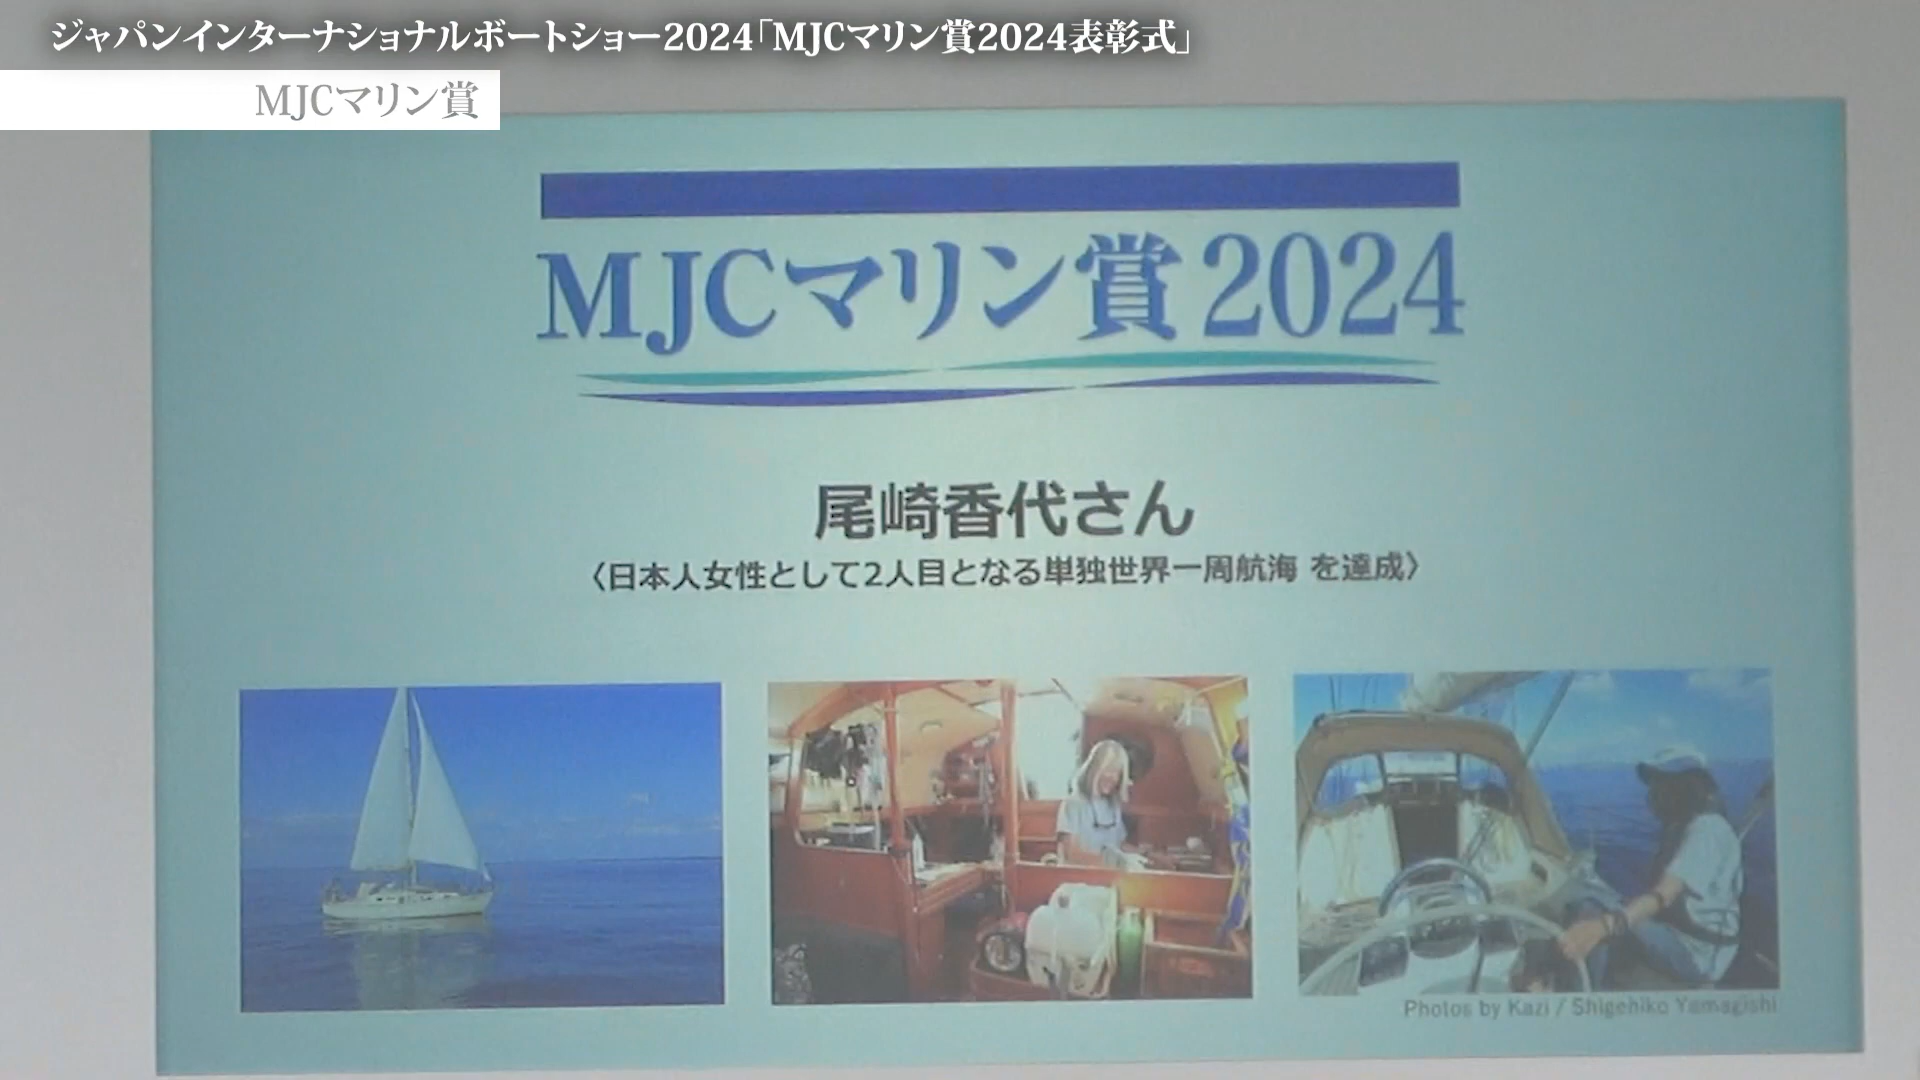 ジャパンインターナショナルボートショー2024「MJCマリン賞2024表彰式」
MJCマリン賞
MJCマリン賞2024
尾崎香代さん
〈日本人女性として2人目となる単独世界一周航海 を達成〉
Photos by Kazi / Shigehiko Yamagishi